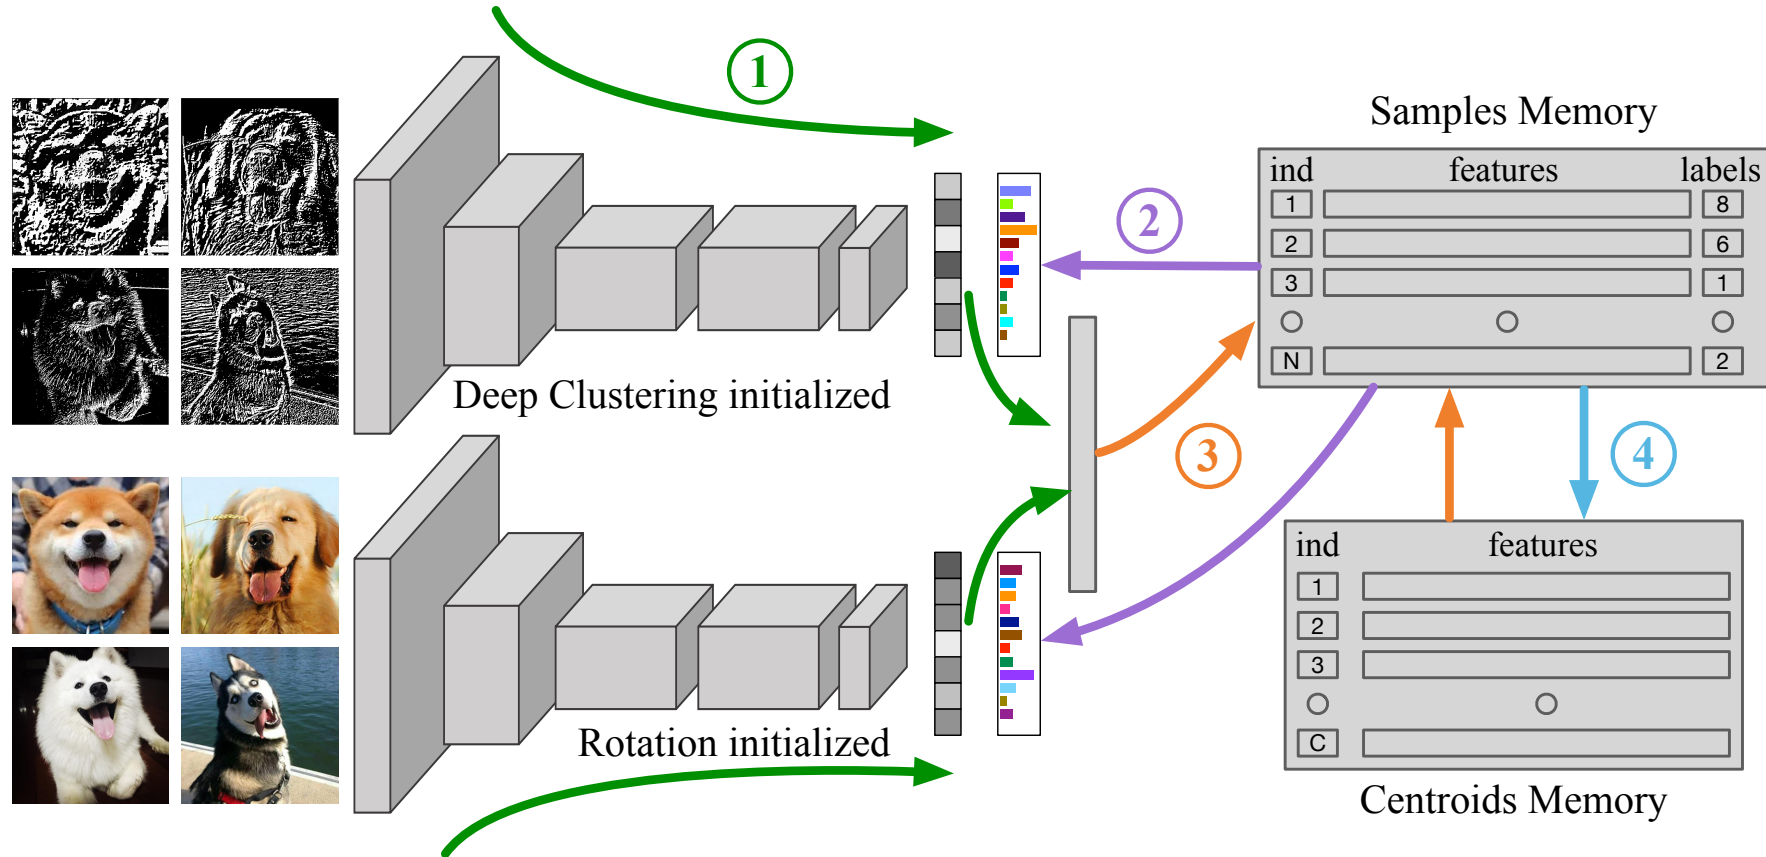 1
Samples Memory
ind features labels
1 8
2 6
3 1
N 2
2
Deep Clustering initialized
3
4
ind features
1
2
3
C
Rotation initialized
Centroids Memory